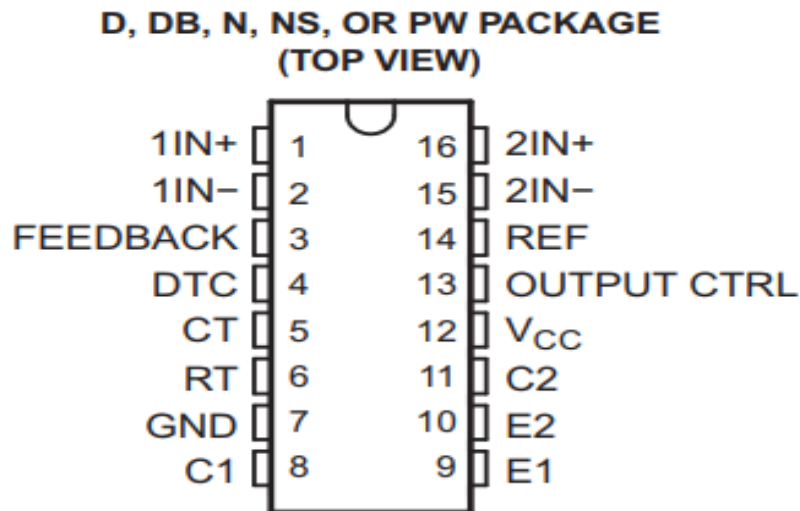 D, DB, N, NS, OR PW PACKAGE
(TOP VIEW)
1IN+ 1 16 2IN+
1IN− 2 15 2IN−
FEEDBACK 3 14 REF
DTC 4 13 OUTPUT CTRL
CT 5 12 VCC
RT 6 11 C2
GND 7 10 E2
C1 8 9 E1